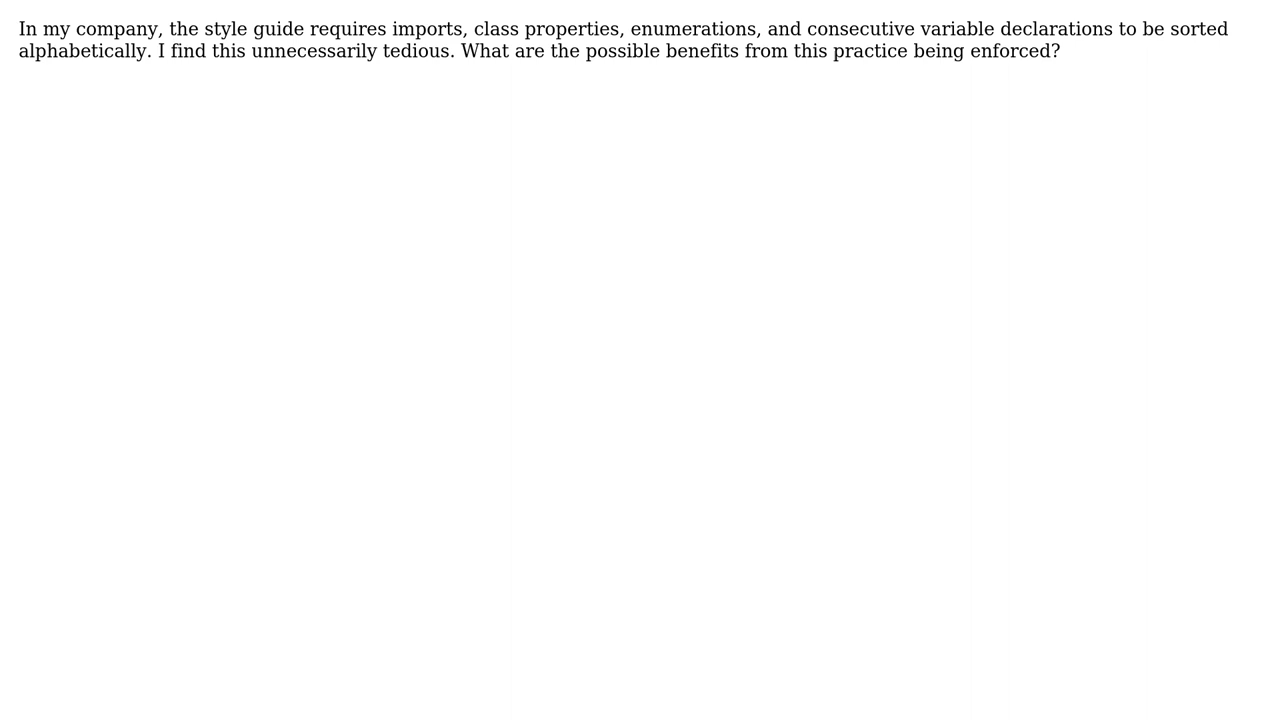 In my company, the style guide requires imports, class properties, enumerations, and consecutive variable declarations to be sorted
alphabetically. I find this unnecessarily tedious. What are the possible benefits from this practice being enforced?